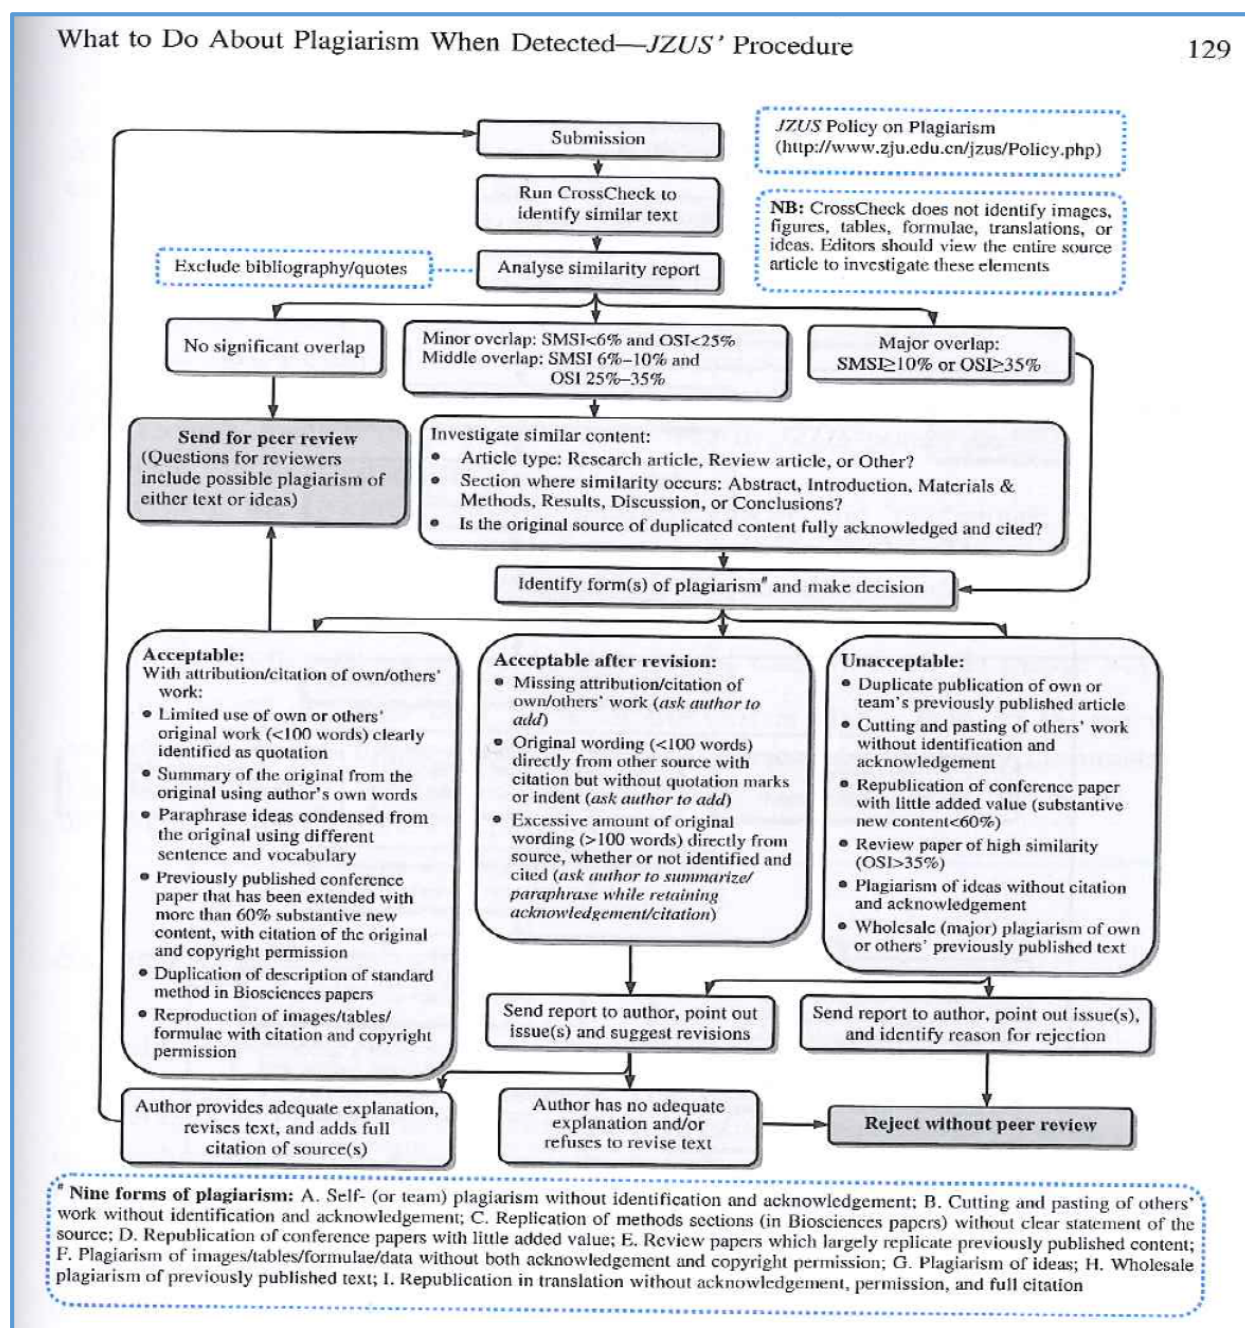 What to Do About Plagiarism When Detected—JZUS’ Procedure
129
Submission
JZUS Policy on Plagiarism
(http://www.zju.edu.cn/jzus/Policy.php)
Run CrossCheck to
identify similar text
NB: CrossCheck does not identify images,
figures, tables, formulae, translations, or
ideas. Editors should view the entire source
article to investigate these elements
Exclude bibliography/quotes
Analyse similarity report
No significant overlap
Minor overlap: SMSI<6% and OSI<25%
Middle overlap: SMSI 6%–10% and
OSI 25%–35%
Major overlap:
SMSI≥10% or OSI≥35%
Send for peer review
(Questions for reviewers
include possible plagiarism of
either text or ideas)
Investigate similar content:
• Article type: Research article, Review article, or Other?
• Section where similarity occurs: Abstract, Introduction, Materials &
Methods, Results, Discussion, or Conclusions?
• Is the original source of duplicated content fully acknowledged and cited?
Identify form(s) of plagiarism# and make decision
Acceptable:
With attribution/citation of own/others’
work:
• Limited use of own or others’
original work (<100 words) clearly
identified as quotation
• Summary of the original from the
original using author’s own words
• Paraphrase ideas condensed from
the original using different
sentence and vocabulary
• Previously published conference
paper that has been extended with
more than 60% substantive new
content, with citation of the original
and copyright permission
• Duplication of description of standard
method in Biosciences papers
• Reproduction of images/tables/
formulae with citation and copyright
permission
Acceptable after revision:
• Missing attribution/citation of
own/others’ work (ask author to
add)
• Original wording (<100 words)
directly from other source with
citation but without quotation marks
or indent (ask author to add)
• Excessive amount of original
wording (>100 words) directly from
source, whether or not identified and
cited (ask author to summarize/
paraphrase while retaining
acknowledgement/citation)
Unacceptable:
• Duplicate publication of own or
team’s previously published article
• Cutting and pasting of others’ work
without identification and
acknowledgement
• Republication of conference paper
with little added value (substantive
new content<60%)
• Review paper of high similarity
(OSI>35%)
• Plagiarism of ideas without citation
and acknowledgement
• Wholesale (major) plagiarism of own
or others’ previously published text
Send report to author, point out
issue(s) and suggest revisions
Send report to author, point out issue(s),
and identify reason for rejection
Author provides adequate explanation,
revises text, and adds full
citation of source(s)
Author has no adequate
explanation and/or
refuses to revise text
Reject without peer review
# Nine forms of plagiarism: A. Self- (or team) plagiarism without identification and acknowledgement; B. Cutting and pasting of others’
work without identification and acknowledgement; C. Replication of methods sections (in Biosciences papers) without clear statement of the
source; D. Republication of conference papers with little added value; E. Review papers which largely replicate previously published content;
F. Plagiarism of images/tables/formulae/data without both acknowledgement and copyright permission; G. Plagiarism of ideas; H. Wholesale
plagiarism of previously published text; I. Republication in translation without acknowledgement, permission, and full citation